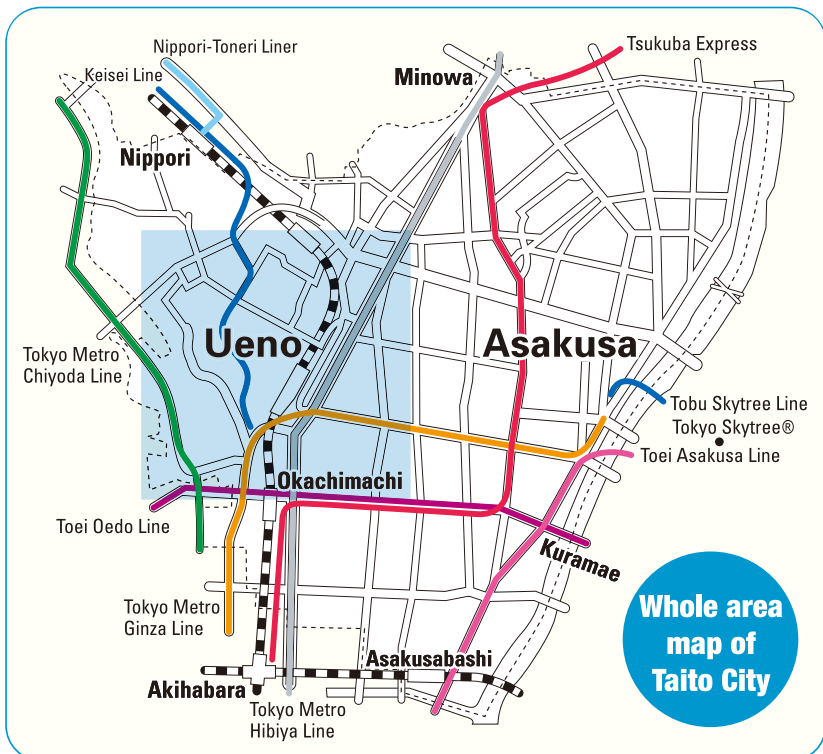 Nippori-Toneri Liner
Tsukuba Express
Keisei Line
Minowa
Nippori
Ueno
Asakusa
Tokyo Metro
Chiyoda Line
Tobu Skytree Line
Tokyo Skytree®
Toei Asakusa Line
Okachimachi
Toei Oedo Line
Kuramae
Tokyo Metro
Ginza Line
Whole area
map of
Taito City
Asakusabashi
Akihabara
Tokyo Metro
Hibiya Line